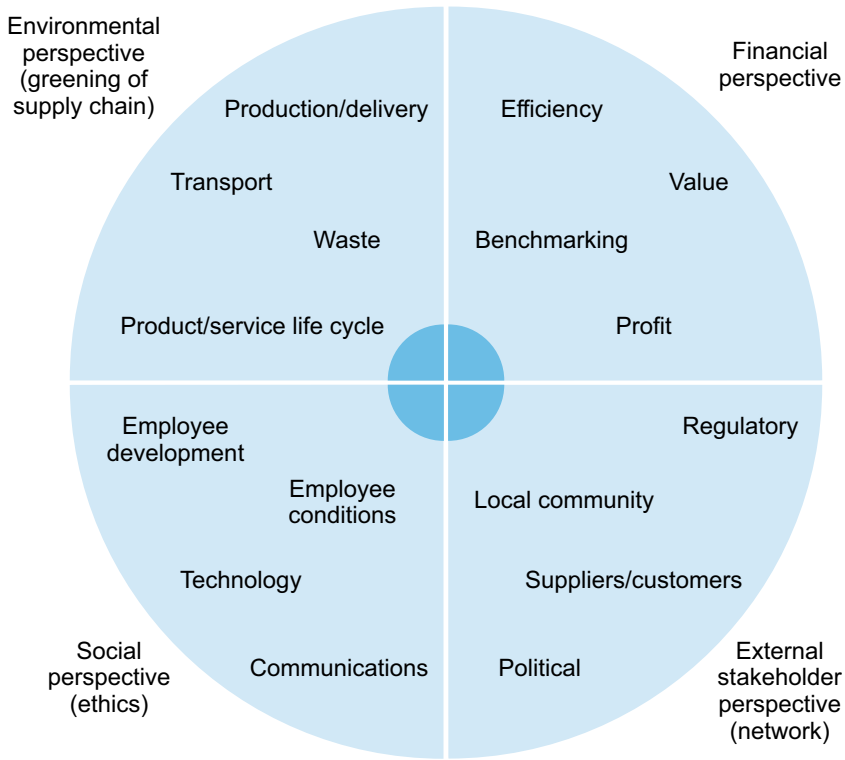 Environmental
perspective
(greening of
supply chain)
Financial
perspective
Production/delivery
Efficiency
Transport
Value
Waste
Benchmarking
Product/service life cycle
Profit
Employee
development
Regulatory
Employee
conditions
Local community
Technology
Suppliers/customers
Social
perspective
(ethics)
Communications
Political
External
stakeholder
perspective
(network)